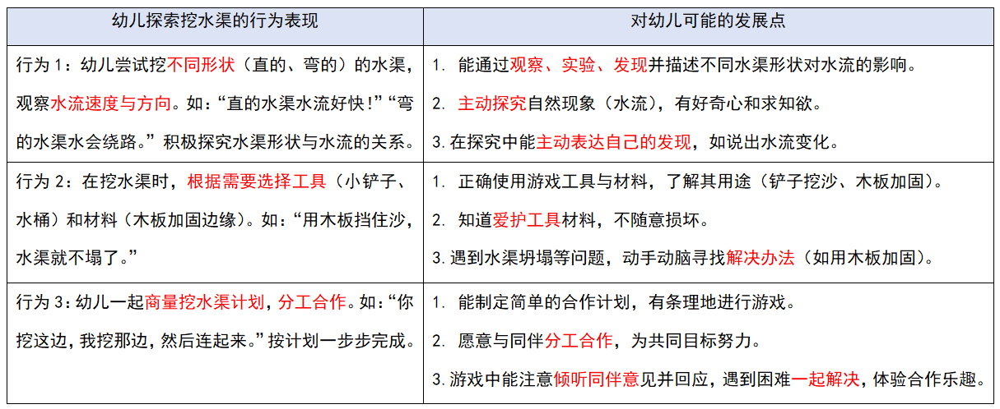 幼儿探索挖水渠的行为表现
对幼儿可能的发展点
行为1：幼儿尝试挖不同形状（直的、弯的）的水渠，
观察水流速度与方向。如：“直的水渠水流好快！”“弯
的水渠水会绕路。”积极探究水渠形状与水流的关系。
1. 能通过观察、实验、发现并描述不同水渠形状对水流的影响。
2. 主动探究自然现象（水流），有好奇心和求知欲。
3.在探究中能主动表达自己的发现，如说出水流变化。
行为2：在挖水渠时，根据需要选择工具（小铲子、
水桶）和材料（木板加固边缘）。如：“用木板挡住沙，
水渠就不塌了。”
1. 正确使用游戏工具与材料，了解其用途（铲子挖沙、木板加固）。
2. 知道爱护工具材料，不随意损坏。
3.遇到水渠坍塌等问题，动手动脑寻找解决办法（如用木板加固）。
行为3：幼儿一起商量挖水渠计划，分工合作。如：“你
挖这边，我挖那边，然后连起来。”按计划一步步完成。
1. 能制定简单的合作计划，有条理地进行游戏。
2. 愿意与同伴分工合作，为共同目标努力。
3.游戏中能注意倾听同伴意见并回应，遇到困难一起解决，体验合作乐趣。